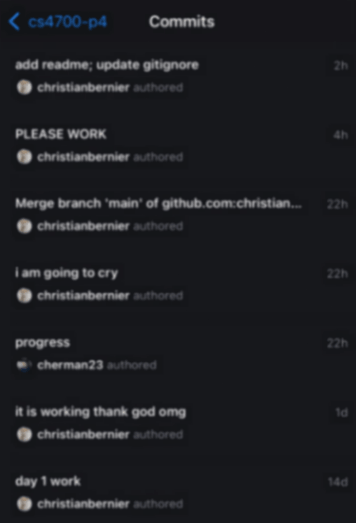 cs4700-p4 Commits
add readme; update gitignore 2h
christianbernier authored
PLEASE WORK 4h
christianbernier authored
Merge branch 'main' of github.com:christian... 22h
christianbernier authored
i am going to cry 22h
christianbernier authored
progress 22h
cherman23 authored
it is working thank god omg 1d
christianbernier authored
day 1 work 14d
christianbernier authored